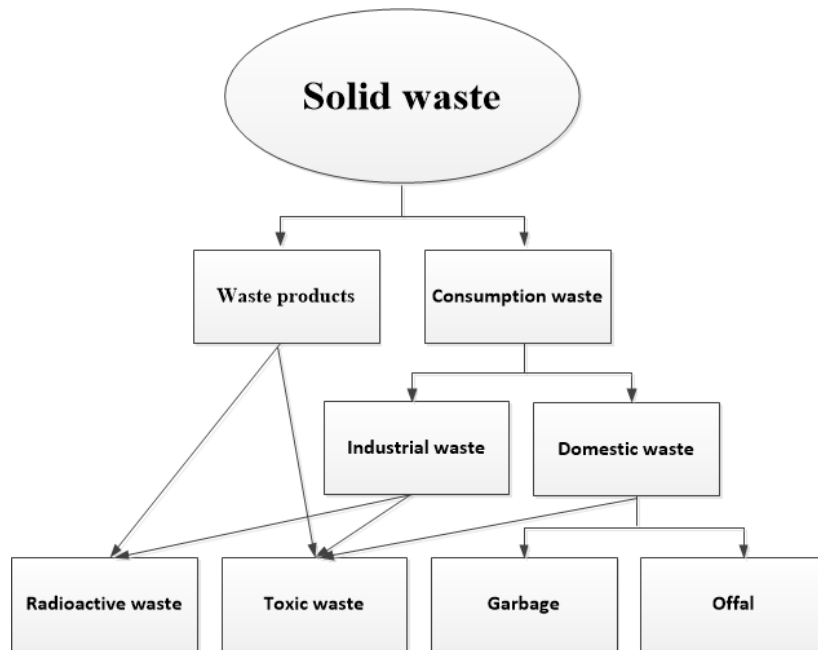 Solid waste
Waste products
Consumption waste
Industrial waste
Domestic waste
Radioactive waste
Toxic waste
Garbage
Offal